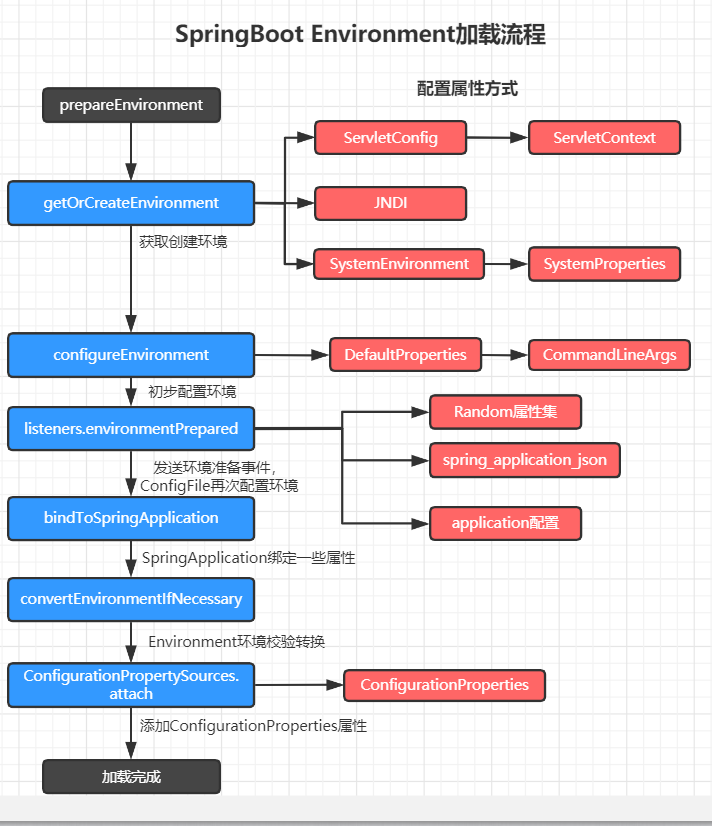 SpringBoot Environment加载流程
配置属性方式
prepareEnvironment
ServletConfig
ServletContext
getOrCreateEnvironment
JNDI
获取创建环境
SystemEnvironment
SystemProperties
configureEnvironment
DefaultProperties
CommandLineArgs
初步配置环境
listeners.environmentPrepared
Random属性集
spring_application_json
发送环境准备事件，
ConfigFile再次配置环境
application配置
bindToSpringApplication
SpringApplication绑定一些属性
convertEnvironmentIfNecessary
Environment环境校验转换
ConfigurationPropertySources.
attach
ConfigurationProperties
添加ConfigurationProperties属性
加载完成